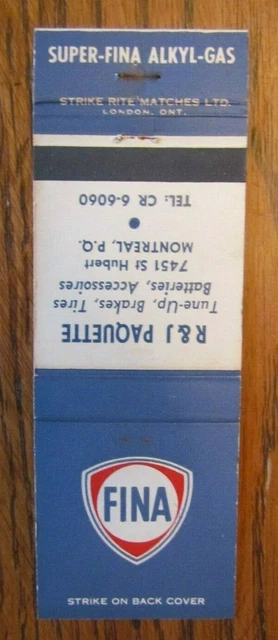 SUPER-FINA ALKYL-GAS
STRIKE RITE MATCHES LTD.
LONDON, ONT.
R & J PAQUETTE
Tune-Up, Brakes, Tires
Batteries, Accessoires
7451 St Hubert
MONTREAL, P.Q.
TEL: CR 6-6060
FINA
STRIKE ON BACK COVER